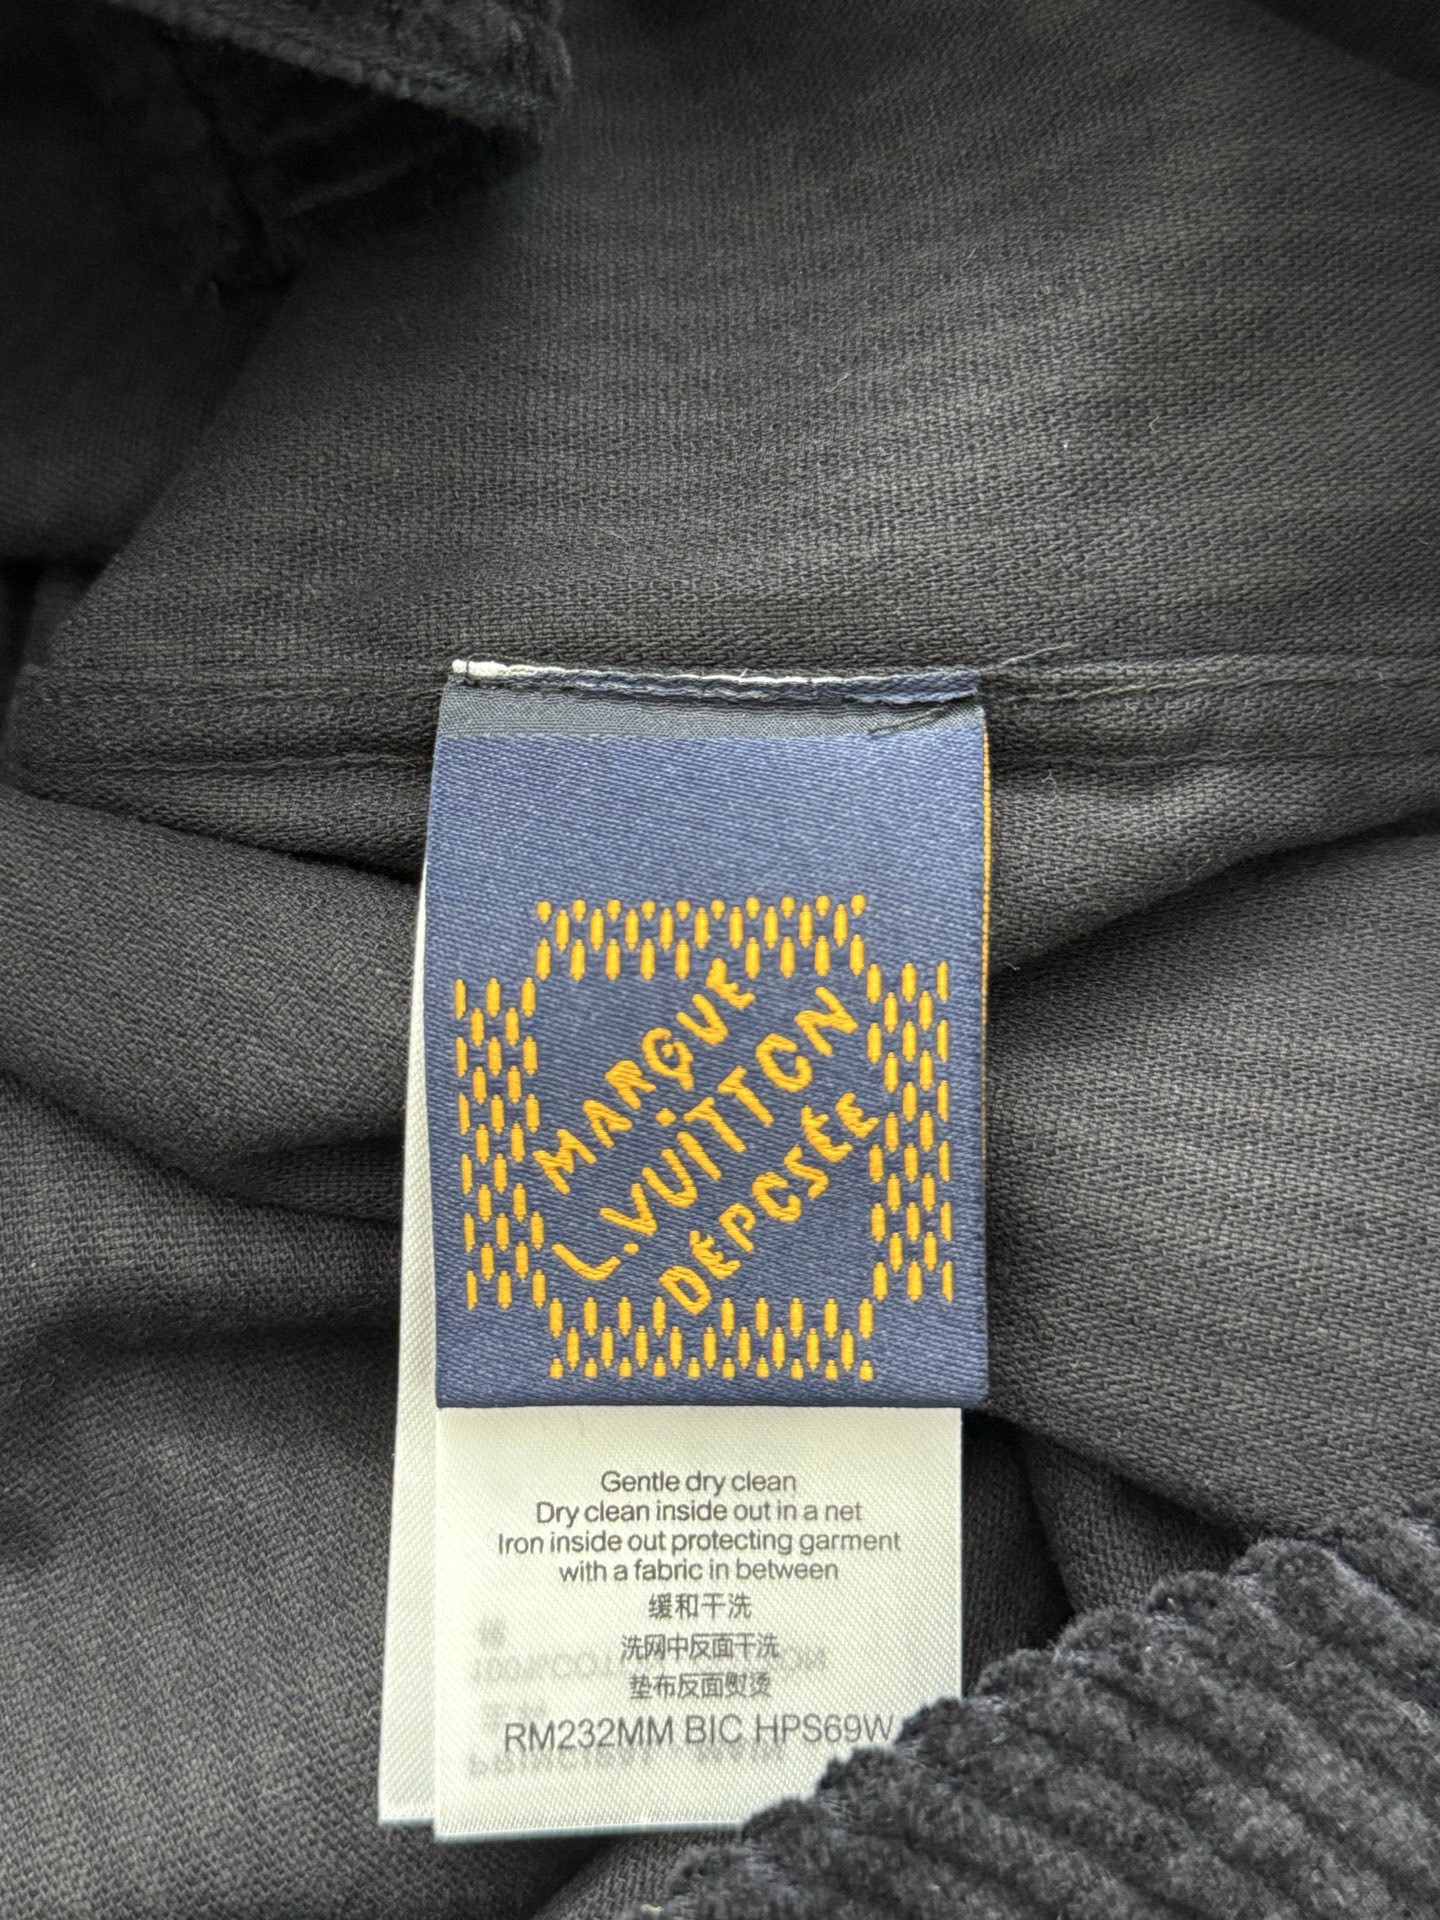 MARQUE
L.VUITTON
DÉPOSÉE
Gentle dry clean
Dry clean inside out in a net
Iron inside out protecting garment
with a fabric in between
缓和干洗
洗网中反面干洗
垫布反面熨烫
RM232MM BIC HPS69W